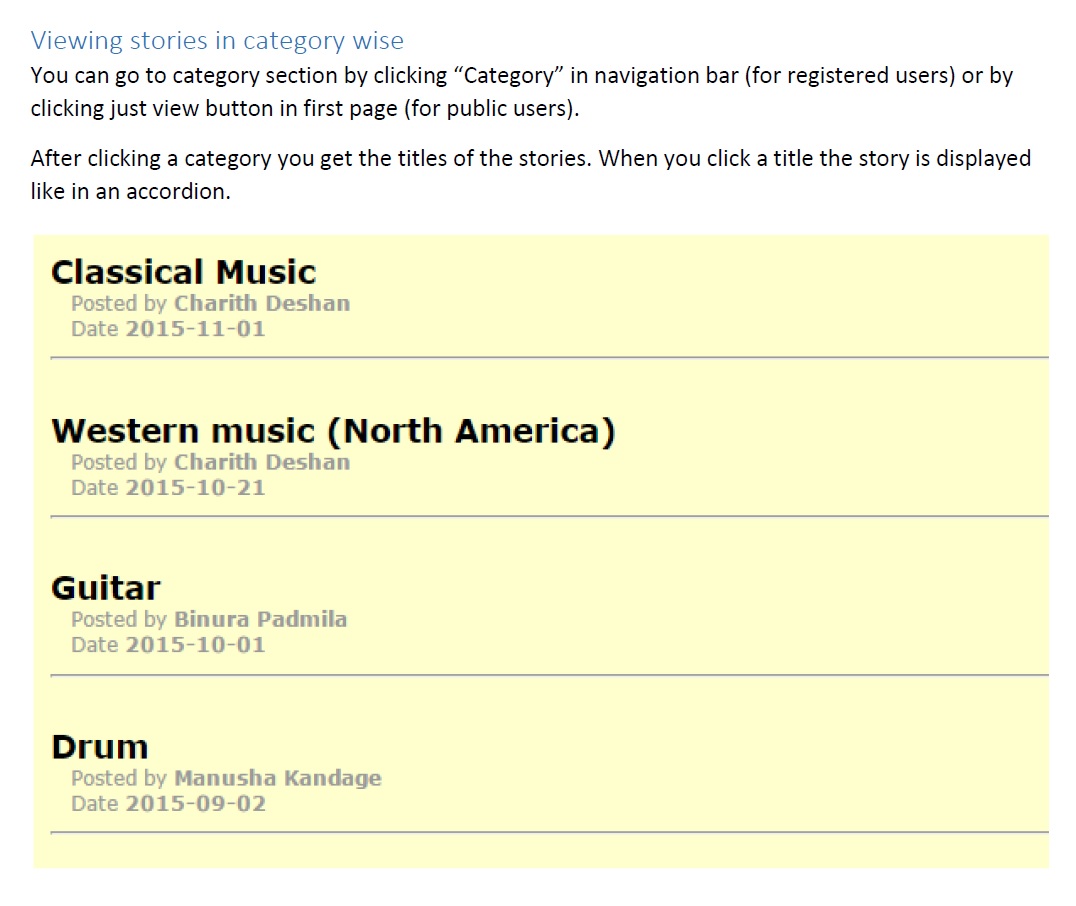 Viewing stories in category wise
You can go to category section by clicking “Category” in navigation bar (for registered users) or by
clicking just view button in first page (for public users).
After clicking a category you get the titles of the stories. When you click a title the story is displayed
like in an accordion.
Classical Music
Posted by Charith Deshan
Date 2015-11-01
Western music (North America)
Posted by Charith Deshan
Date 2015-10-21
Guitar
Posted by Binura Padmila
Date 2015-10-01
Drum
Posted by Manusha Kandage
Date 2015-09-02